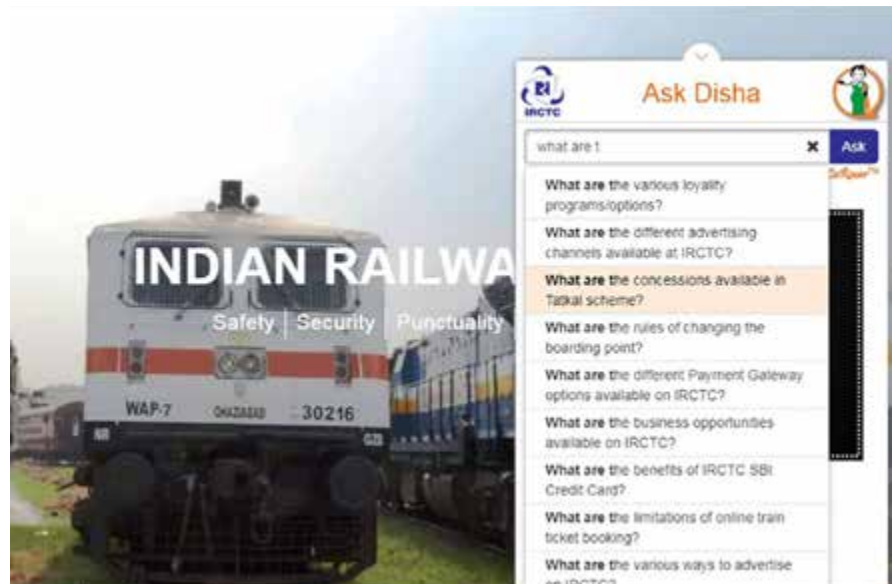 IRCTC
Ask Disha
what are t
Ask
What are the various loyality
programs/options?
What are the different advertising
channels available at IRCTC?
What are the concessions available in
Tatkal scheme?
What are the rules of changing the
boarding point?
What are the different Payment Gateway
options available on IRCTC?
What are the business opportunities
available on IRCTC?
What are the benefits of IRCTC SBI
Credit Card?
What are the limitations of online train
ticket booking?
What are the various ways to advertise
on IRCTC?
INDIAN RAILWA
Safety | Security Punctuality
WAP-7 GHAZIABAD 30216
GZB